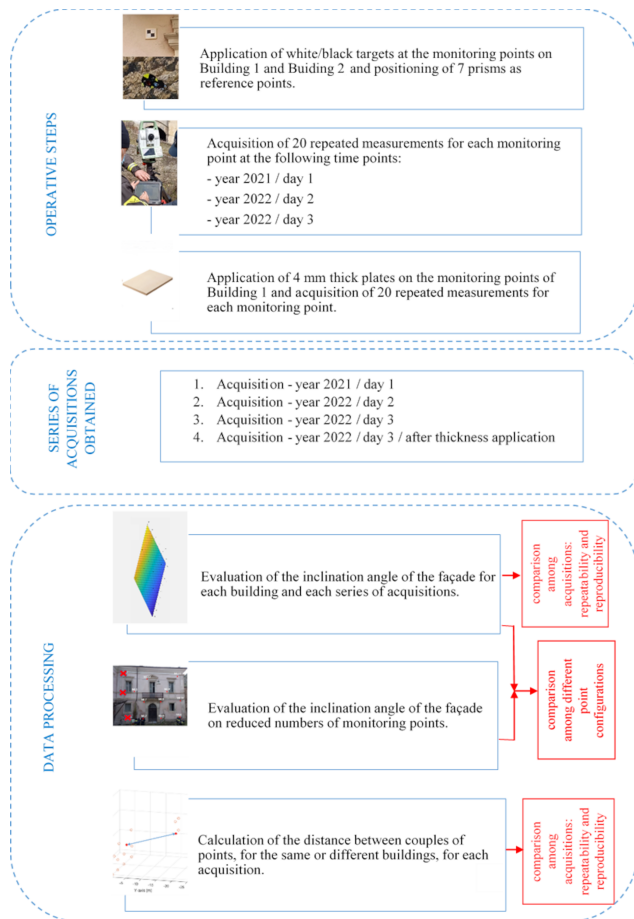 OPERATIVE STEPS
Application of white/black targets at the monitoring points on
Building 1 and Buiding 2 and positioning of 7 prisms as
reference points.
Acquisition of 20 repeated measurements for each monitoring
point at the following time points:
- year 2021 / day 1
- year 2022 / day 2
- year 2022 / day 3
Application of 4 mm thick plates on the monitoring points of
Building 1 and acquisition of 20 repeated measurements for
each monitoring point.
SERIES OF
ACQUISITIONS
OBTAINED
1. Acquisition - year 2021 / day 1
2. Acquisition - year 2022 / day 2
3. Acquisition - year 2022 / day 3
4. Acquisition - year 2022 / day 3 / after thickness application
DATA PROCESSING
Evaluation of the inclination angle of the façade for
each building and each series of acquisitions.
comparison
among
acquisitions:
repeatability and
reproducibility
Evaluation of the inclination angle of the façade
on reduced numbers of monitoring points.
comparison
among different
point
configurations
Calculation of the distance between couples of
points, for the same or different buildings, for each
acquisition.
comparison
among
acquisitions:
repeatability and
reproducibility